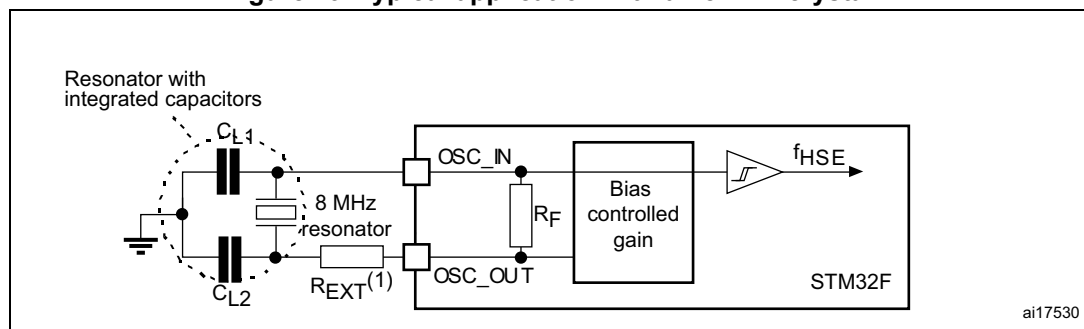 Resonator with
integrated capacitors
CL1
OSC_IN
fHSE
8 MHz
resonator
RF
Bias
controlled
gain
REXT(1)
OSC_OUT
STM32F
CL2
ai17530